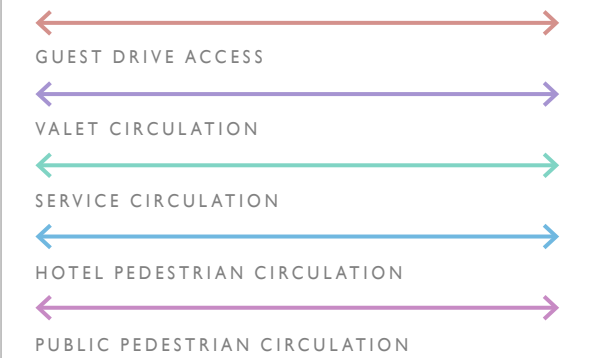 GUEST DRIVE ACCESS
VALET CIRCULATION
SERVICE CIRCULATION
HOTEL PEDESTRIAN CIRCULATION
PUBLIC PEDESTRIAN CIRCULATION